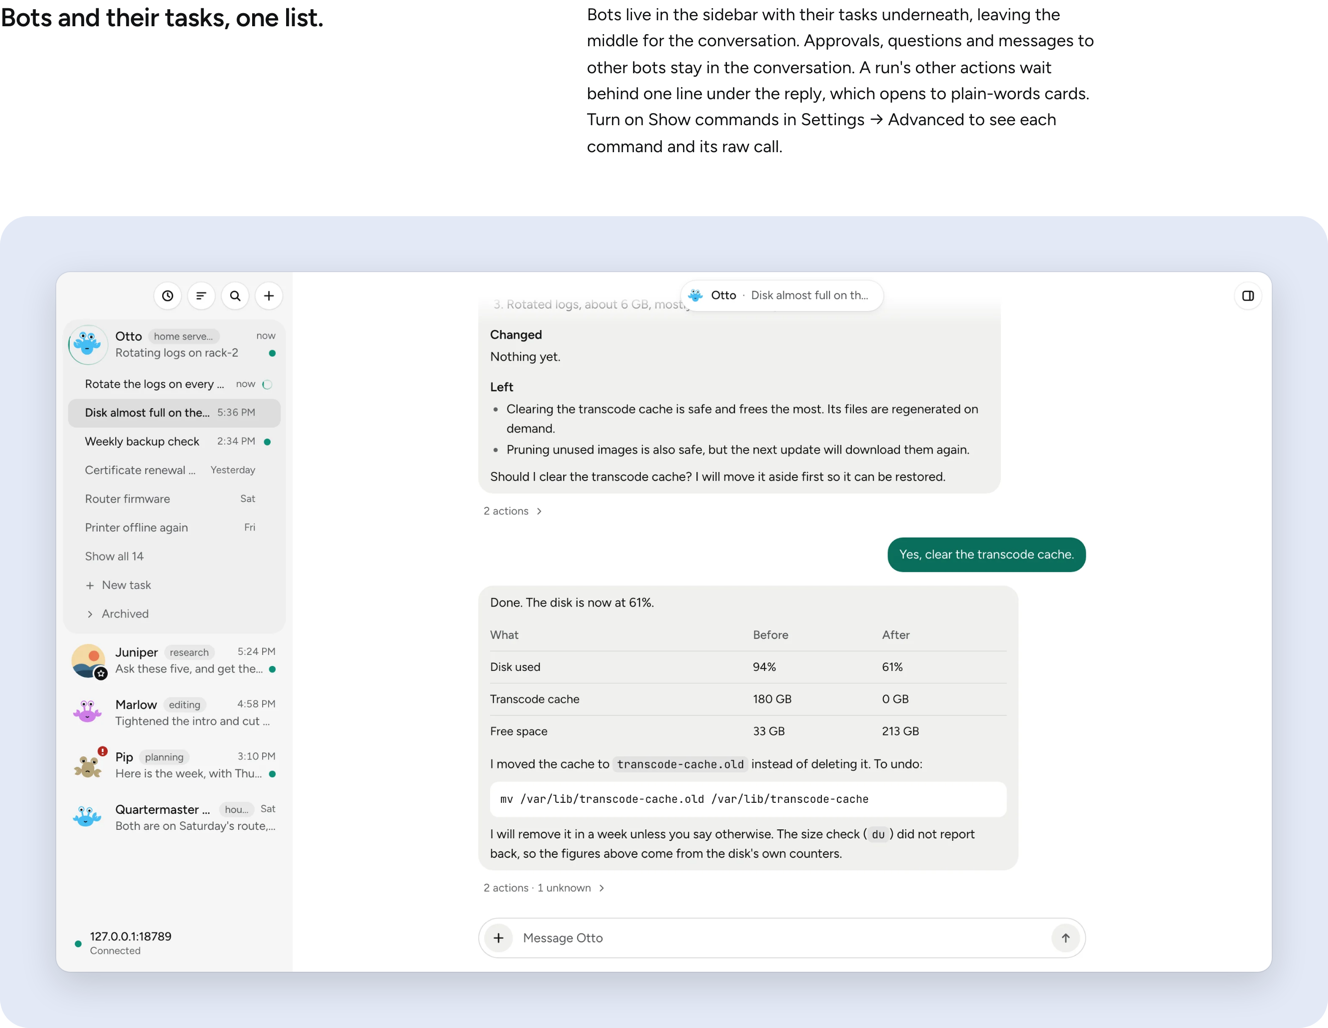 Bots and their tasks, one list.
Bots live in the sidebar with their tasks underneath, leaving the
middle for the conversation. Approvals, questions and messages to
other bots stay in the conversation. A run's other actions wait
behind one line under the reply, which opens to plain-words cards.
Turn on Show commands in Settings → Advanced to see each
command and its raw call.
Otto home serve... now
Rotating logs on rack-2
Rotate the logs on every ... now
Disk almost full on the... 5:36 PM
Weekly backup check 2:34 PM
Certificate renewal ... Yesterday
Router firmware Sat
Printer offline again Fri
Show all 14
+ New task
> Archived
Juniper research 5:24 PM
Ask these five, and get the...
Marlow editing 4:58 PM
Tightened the intro and cut ...
Pip planning 3:10 PM
Here is the week, with Thu...
Quartermaster ... hou... Sat
Both are on Saturday's route,...
127.0.0.1:18789
Connected
Otto · Disk almost full on th...
3. Rotated logs, about 6 GB, mostly
Changed
Nothing yet.
Left
• Clearing the transcode cache is safe and frees the most. Its files are regenerated on
demand.
• Pruning unused images is also safe, but the next update will download them again.
Should I clear the transcode cache? I will move it aside first so it can be restored.
2 actions >
Yes, clear the transcode cache.
Done. The disk is now at 61%.
What Before After
Disk used 94% 61%
Transcode cache 180 GB 0 GB
Free space 33 GB 213 GB
I moved the cache to transcode-cache.old instead of deleting it. To undo:
mv /var/lib/transcode-cache.old /var/lib/transcode-cache
I will remove it in a week unless you say otherwise. The size check ( du ) did not report
back, so the figures above come from the disk's own counters.
2 actions · 1 unknown >
Message Otto